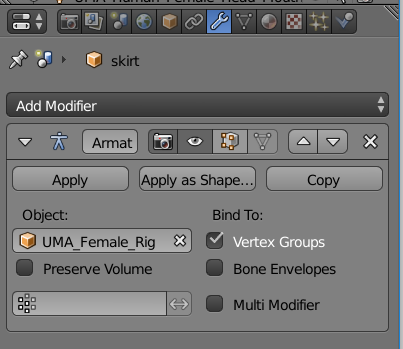 skirt
Add Modifier
Armat
Apply Apply as Shape... Copy
Object: Bind To:
UMA_Female_Rig Vertex Groups
Preserve Volume Bone Envelopes
Multi Modifier